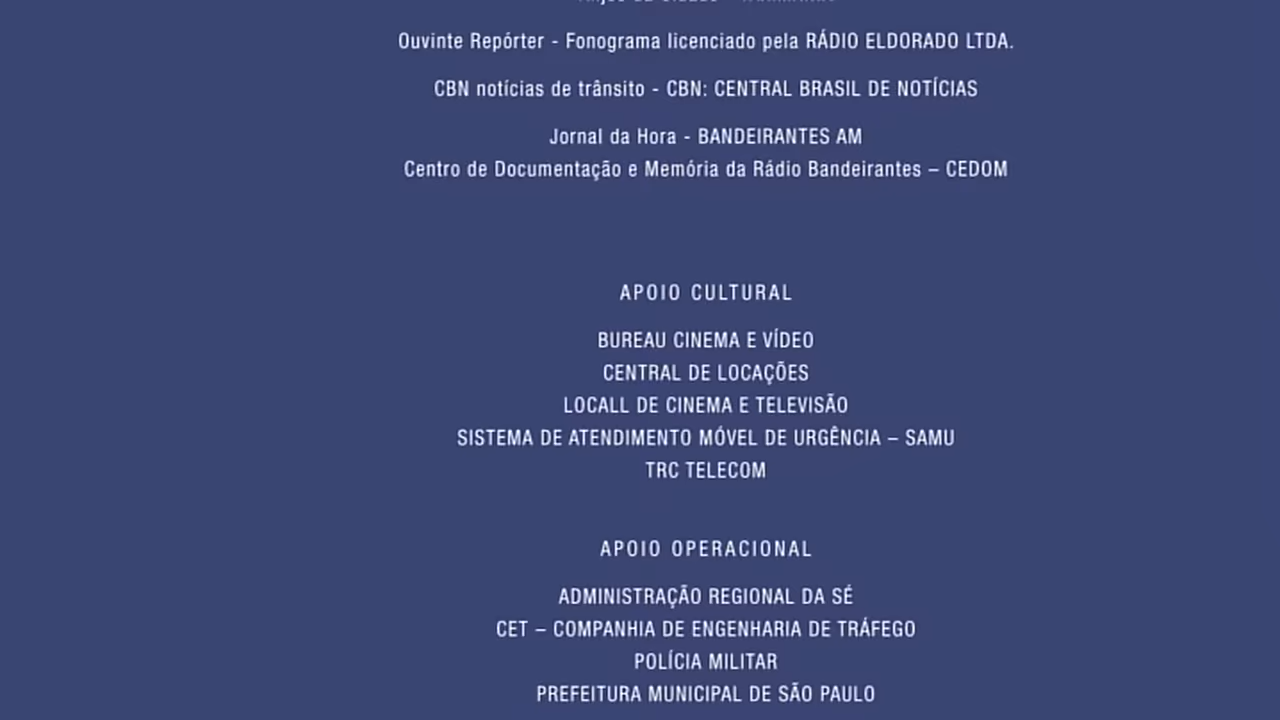 Ouvinte Repórter - Fonograma licenciado pela RÁDIO ELDORADO LTDA.
CBN notícias de trânsito - CBN: CENTRAL BRASIL DE NOTÍCIAS
Jornal da Hora - BANDEIRANTES AM
Centro de Documentação e Memória da Rádio Bandeirantes – CEDOM
APOIO CULTURAL
BUREAU CINEMA E VÍDEO
CENTRAL DE LOCAÇÕES
LOCALL DE CINEMA E TELEVISÃO
SISTEMA DE ATENDIMENTO MÓVEL DE URGÊNCIA – SAMU
TRC TELECOM
APOIO OPERACIONAL
ADMINISTRAÇÃO REGIONAL DA SÉ
CET – COMPANHIA DE ENGENHARIA DE TRÁFEGO
POLÍCIA MILITAR
PREFEITURA MUNICIPAL DE SÃO PAULO